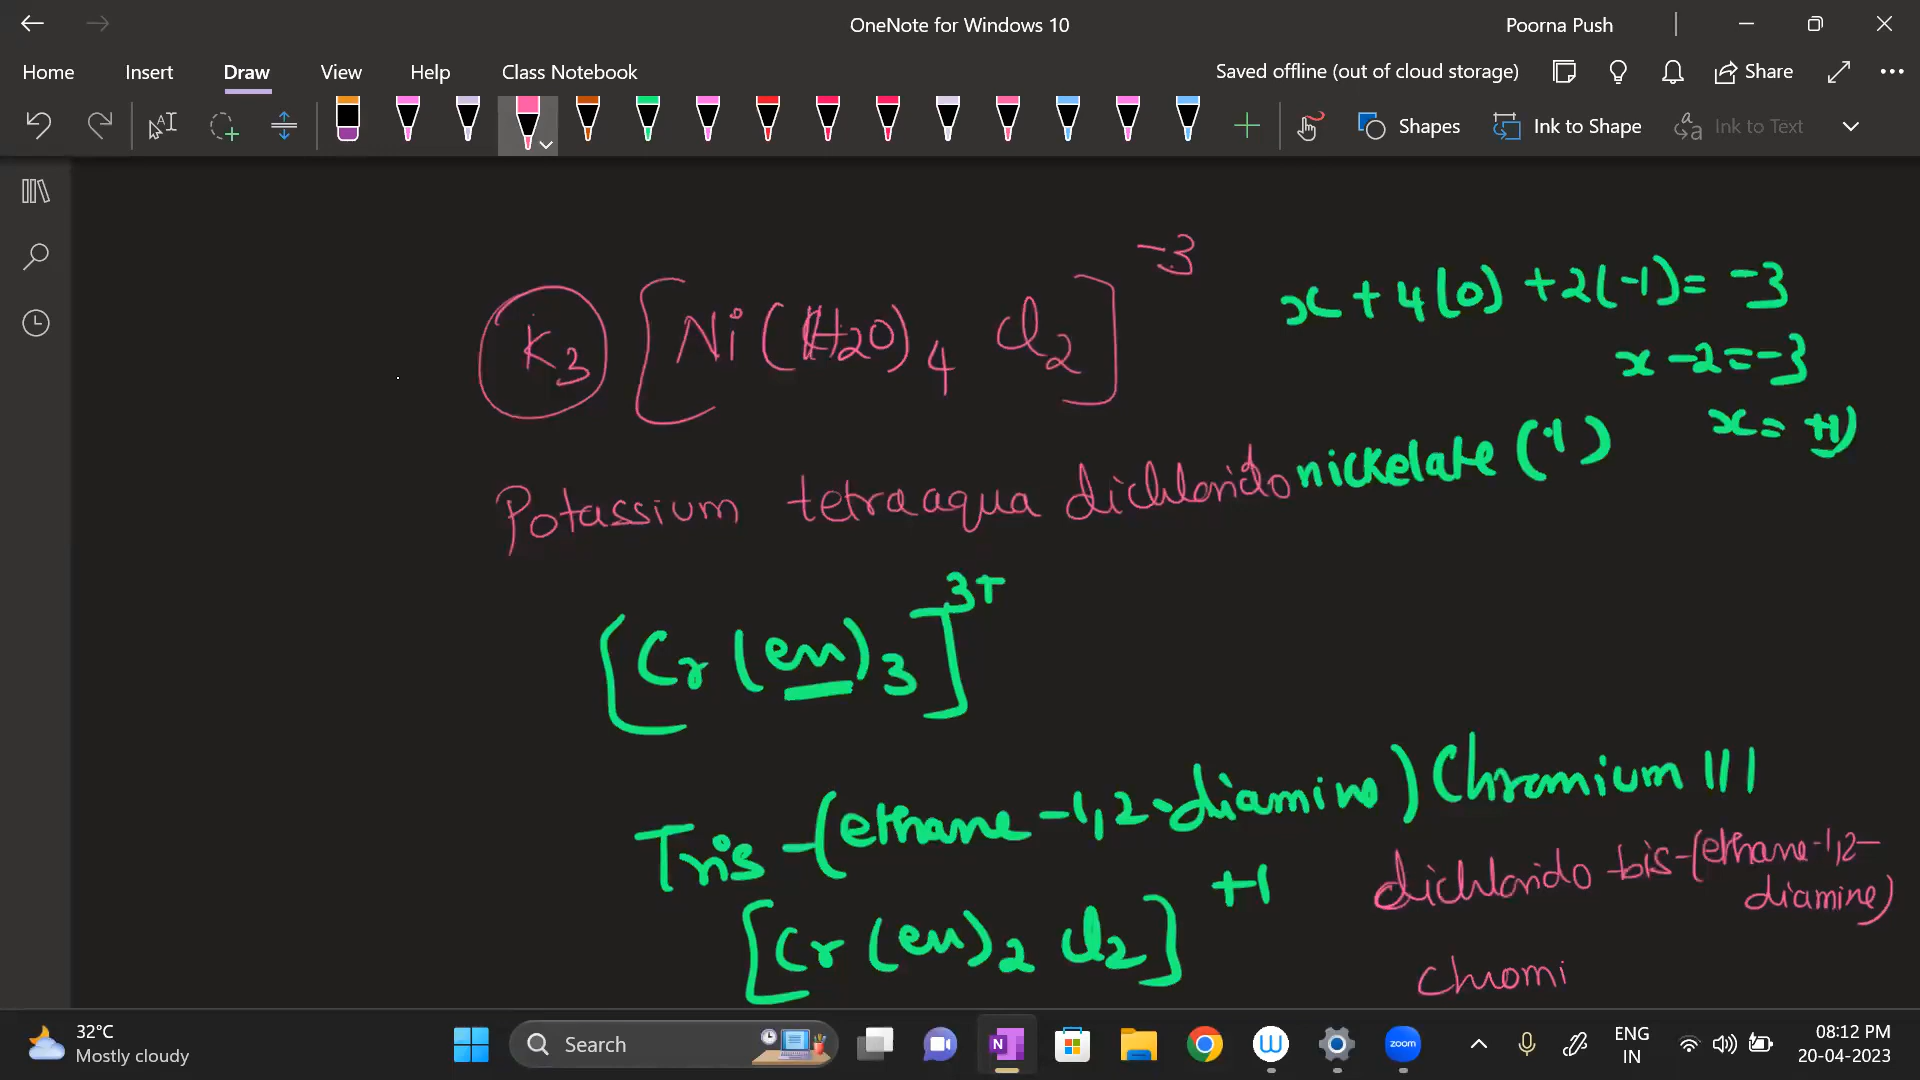 OneNote for Windows 10
Poorna Push
Home Insert Draw View Help Class Notebook
Saved offline (out of cloud storage)
Share
Shapes
Ink to Shape
Ink to Text
K3 [Ni(H2O)4 Cl2]-3
x + 4(0) + 2(-1) = -3
x - 2 = -3
x = +1
Potassium tetraaqua dichlorido nickelate (1)
[Cr(en)3]3+
Tris-(ethane-1,2-diamine) Chromium III
[Cr(en)2 Cl2]+1
dichlorido bis-(ethane-1,2-
diamine)
chromi
32°C
Mostly cloudy
Search
zoom
ENG
IN
08:12 PM
20-04-2023